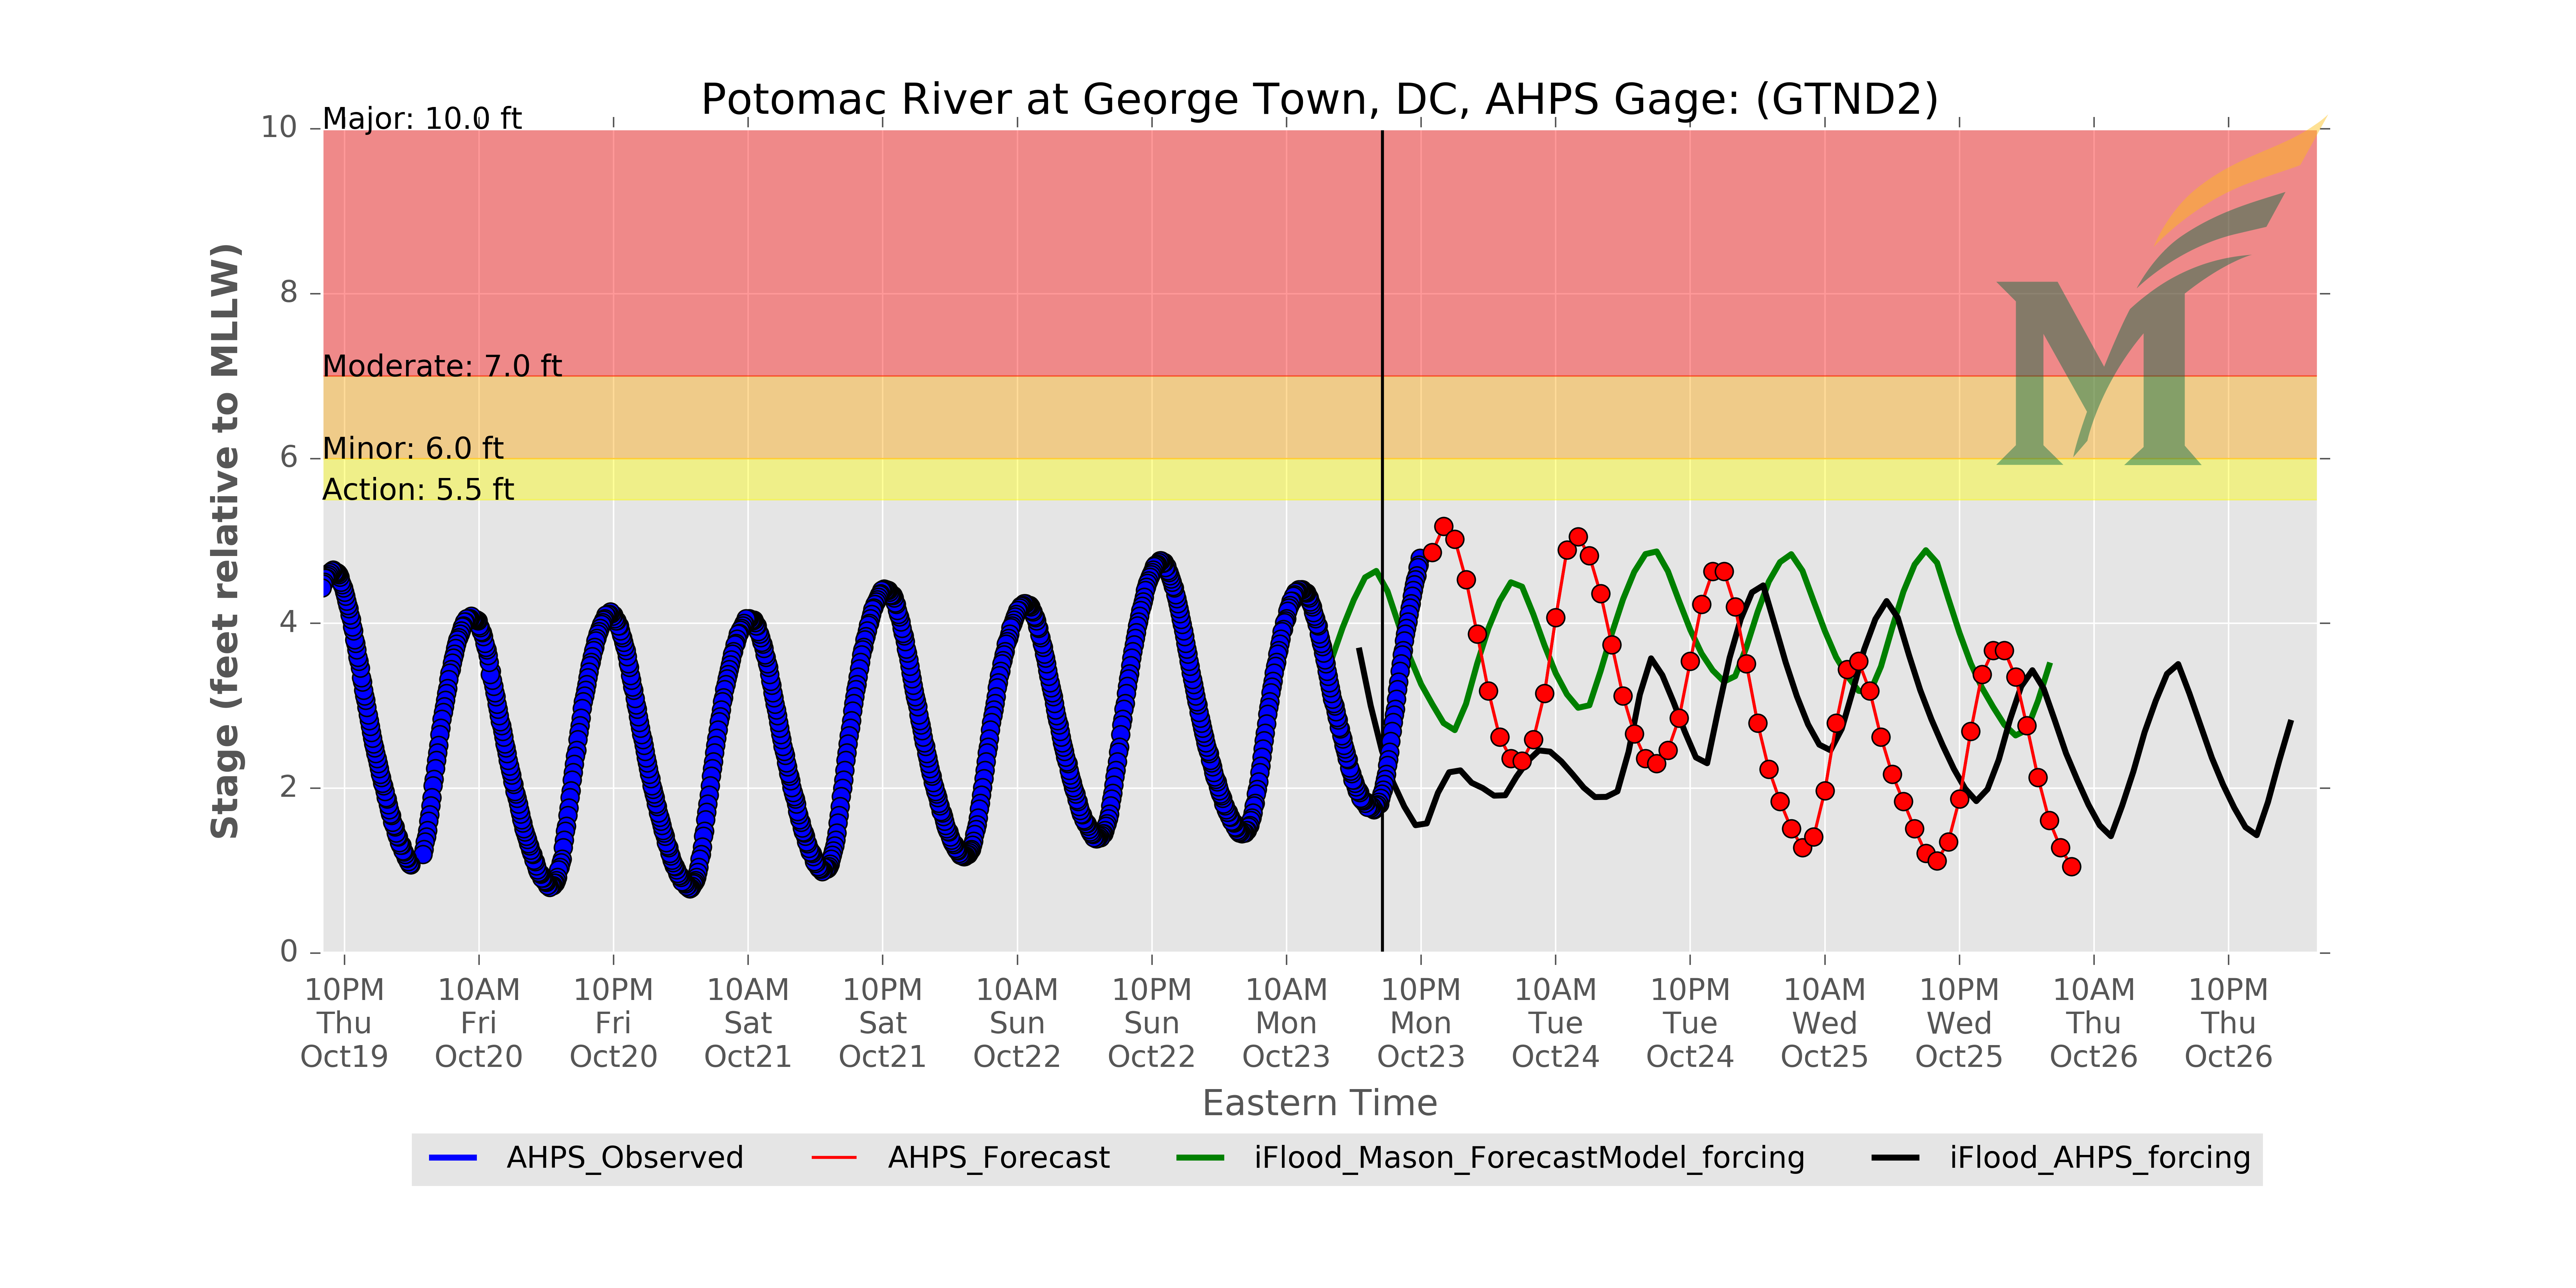 Potomac River at George Town, DC, AHPS Gage: (GTND2)
Major: 10.0 ft
Moderate: 7.0 ft
Minor: 6.0 ft
Action: 5.5 ft
Stage (feet relative to MLLW)
10
8
6
4
2
0
10PM 10AM 10PM 10AM 10PM 10AM 10PM 10AM 10PM 10AM 10PM 10AM 10PM 10AM 10PM
Thu Fri Fri Sat Sat Sun Sun Mon Mon Tue Tue Wed Wed Thu Thu
Oct19 Oct20 Oct20 Oct21 Oct21 Oct22 Oct22 Oct23 Oct23 Oct24 Oct24 Oct25 Oct25 Oct26 Oct26
Eastern Time
AHPS_Observed AHPS_Forecast iFlood_Mason_ForecastModel_forcing iFlood_AHPS_forcing
M